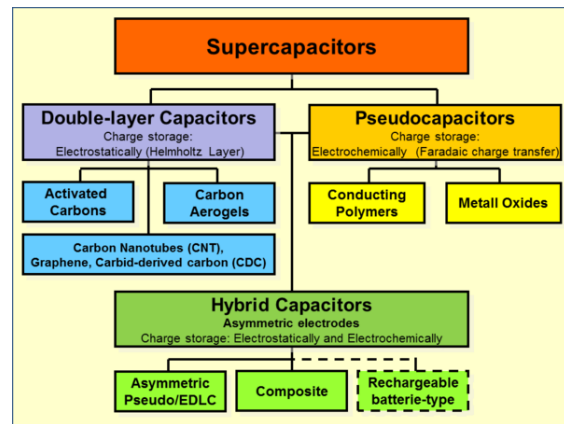 Supercapacitors
Double-layer Capacitors
Charge storage:
Electrostatically (Helmholtz Layer)
Pseudocapacitors
Charge storage:
Electrochemically (Faradaic charge transfer)
Activated
Carbons
Carbon
Aerogels
Conducting
Polymers
Metall Oxides
Carbon Nanotubes (CNT),
Graphene, Carbid-derived carbon (CDC)
Hybrid Capacitors
Asymmetric electrodes
Charge storage: Electrostatically and Electrochemically
Asymmetric
Pseudo/EDLC
Composite
Rechargeable
batterie-type